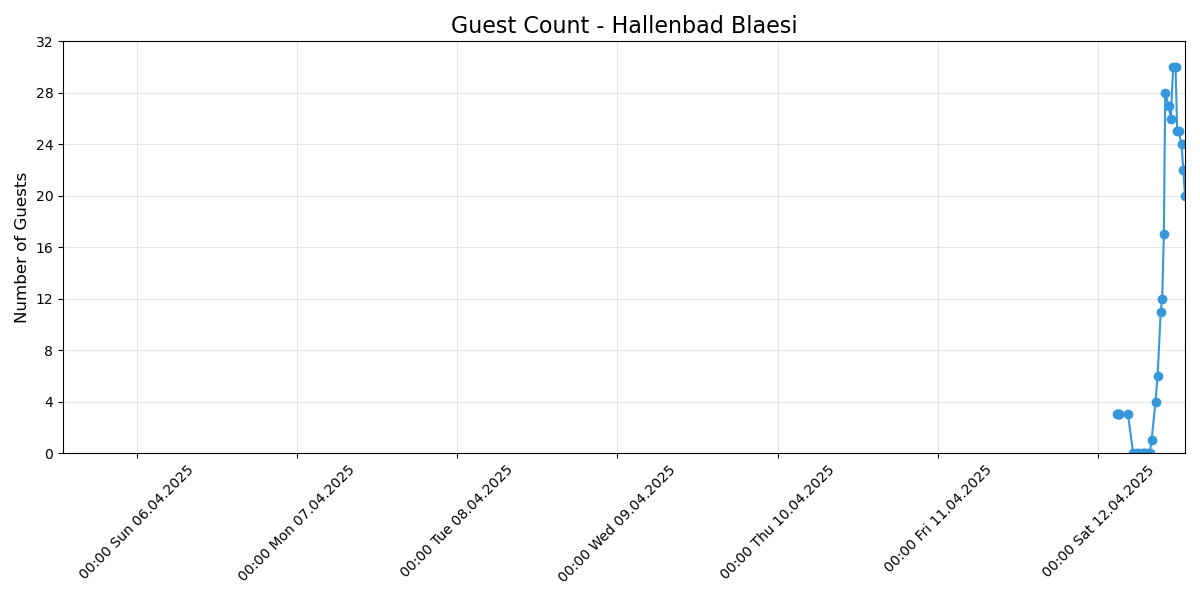 Guest Count - Hallenbad Blaesi
Number of Guests
32
28
24
20
16
12
8
4
0
00:00 Sun 06.04.2025
00:00 Mon 07.04.2025
00:00 Tue 08.04.2025
00:00 Wed 09.04.2025
00:00 Thu 10.04.2025
00:00 Fri 11.04.2025
00:00 Sat 12.04.2025